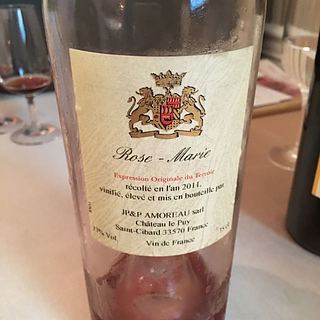 Rose - Marie
Expression Originale du Terroir
récolté en l'an 2011,
vinifié, élevé et mis en bouteille par
JP&P AMOREAU sarl
Château le Puy
Saint-Cibard 33570 France
13% Vol
Vin de France